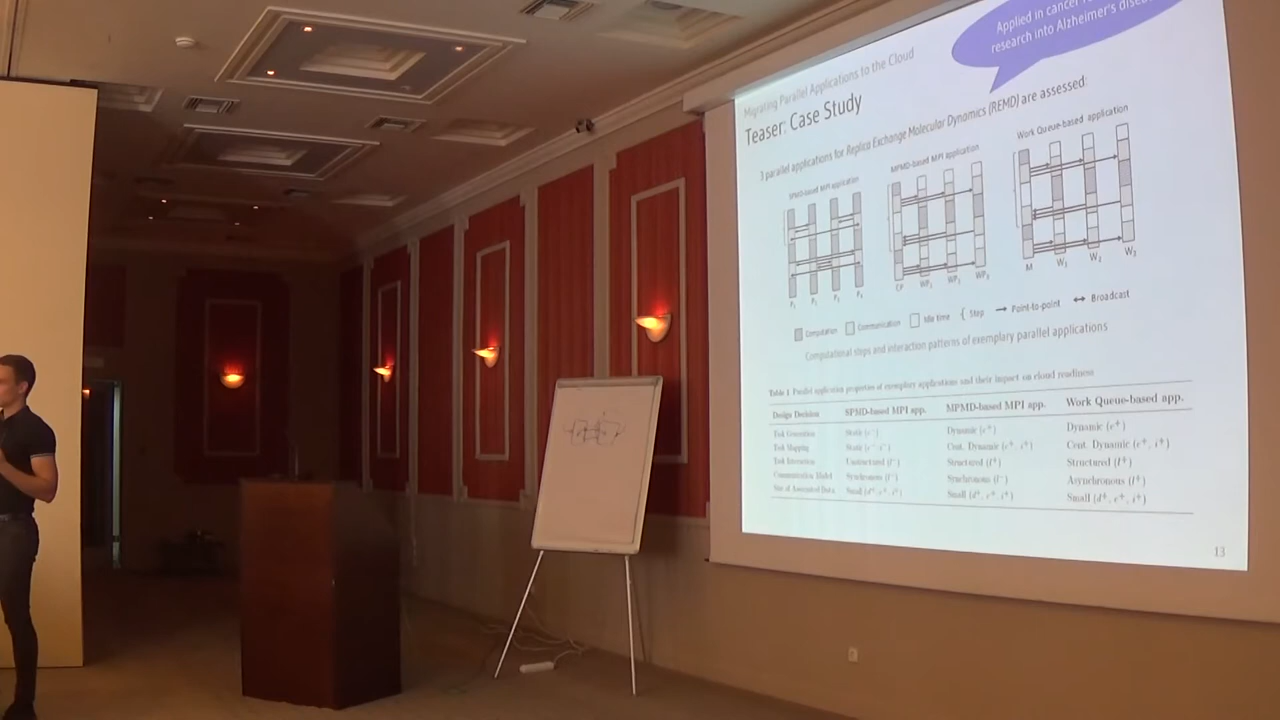 Applied in cancer
research into Alzheimer's
Migrating Parallel Applications to the Cloud
Teaser: Case Study
3 parallel applications for Replica Exchange Molecular Dynamics (REMD) are assessed:
SPMD-based MPI application
MPMD-based MPI application
Work Queue-based application
P₁ P₂ P₃ P₄
CP WP₁ WP₂ WP₃
M W₁ W₂ W₃
Computation Communication Idle time Step Point-to-point Broadcast
Computational steps and interaction patterns of exemplary parallel applications
Table 1 Parallel application properties of exemplary applications and their impact on cloud readiness
Design Decision SPMD-based MPI app. MPMD-based MPI app. Work Queue-based app.
Task Generation Static (e⁻) Dynamic (e⁺) Dynamic (e⁺)
Task Mapping Static Cent. Dynamic (e⁺, i⁺) Cent. Dynamic (e⁺, i⁺)
Task Interaction Unstructured (l⁻) Structured (l⁺) Structured (l⁺)
Communication Model Synchronous (l⁻) Synchronous (l⁻) Asynchronous (l⁺)
Size of Associated Data Small (d⁺, e⁺, i⁺) Small (d⁺, e⁺, i⁺) Small (d⁺, e⁺, i⁺)
13